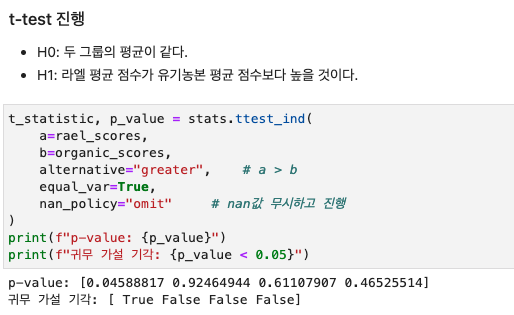 t-test 진행
• H0: 두 그룹의 평균이 같다.
• H1: 라엘 평균 점수가 유기농본 평균 점수보다 높을 것이다.
t_statistic, p_value = stats.ttest_ind(
    a=rael_scores,
    b=organic_scores,
    alternative="greater",    # a > b
    equal_var=True,
    nan_policy="omit"     # nan값 무시하고 진행
)
print(f"p-value: {p_value}")
print(f"귀무 가설 기각: {p_value < 0.05}")
p-value: [0.04588817 0.92464944 0.61107907 0.46525514]
귀무 가설 기각: [ True False False False]